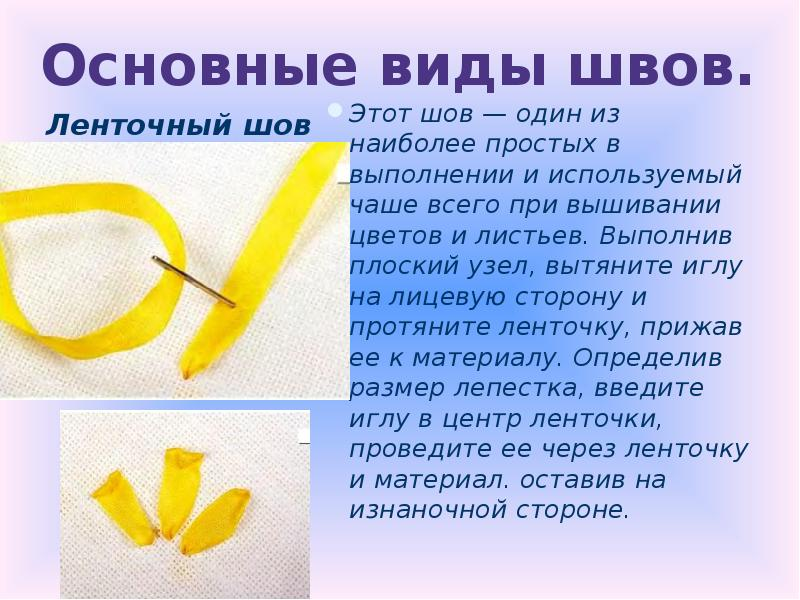 Основные виды швов.
Ленточный шов
Этот шов — один из
наиболее простых в
выполнении и используемый
чаше всего при вышивании
цветов и листьев. Выполнив
плоский узел, вытяните иглу
на лицевую сторону и
протяните ленточку, прижав
ее к материалу. Определив
размер лепестка, введите
иглу в центр ленточки,
проведите ее через ленточку
и материал. оставив на
изнаночной стороне.